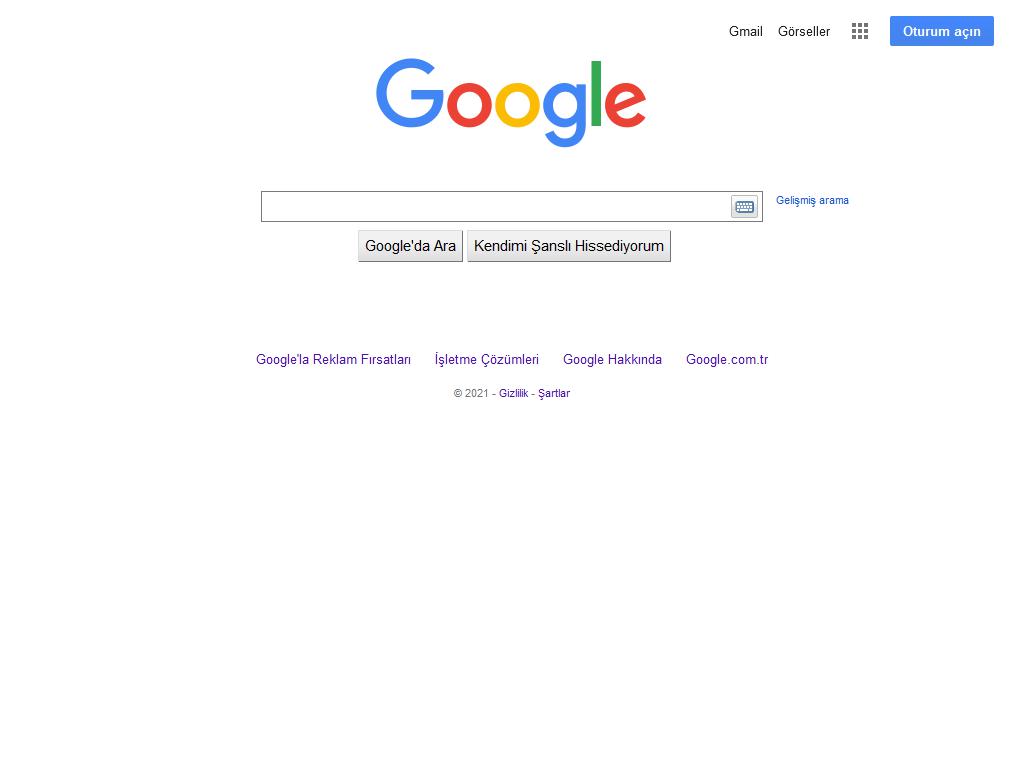 Gmail Görseller Oturum açın
Google
Gelişmiş arama
Google'da Ara Kendimi Şanslı Hissediyorum
Google'la Reklam Fırsatları İşletme Çözümleri Google Hakkında Google.com.tr
© 2021 - Gizlilik - Şartlar